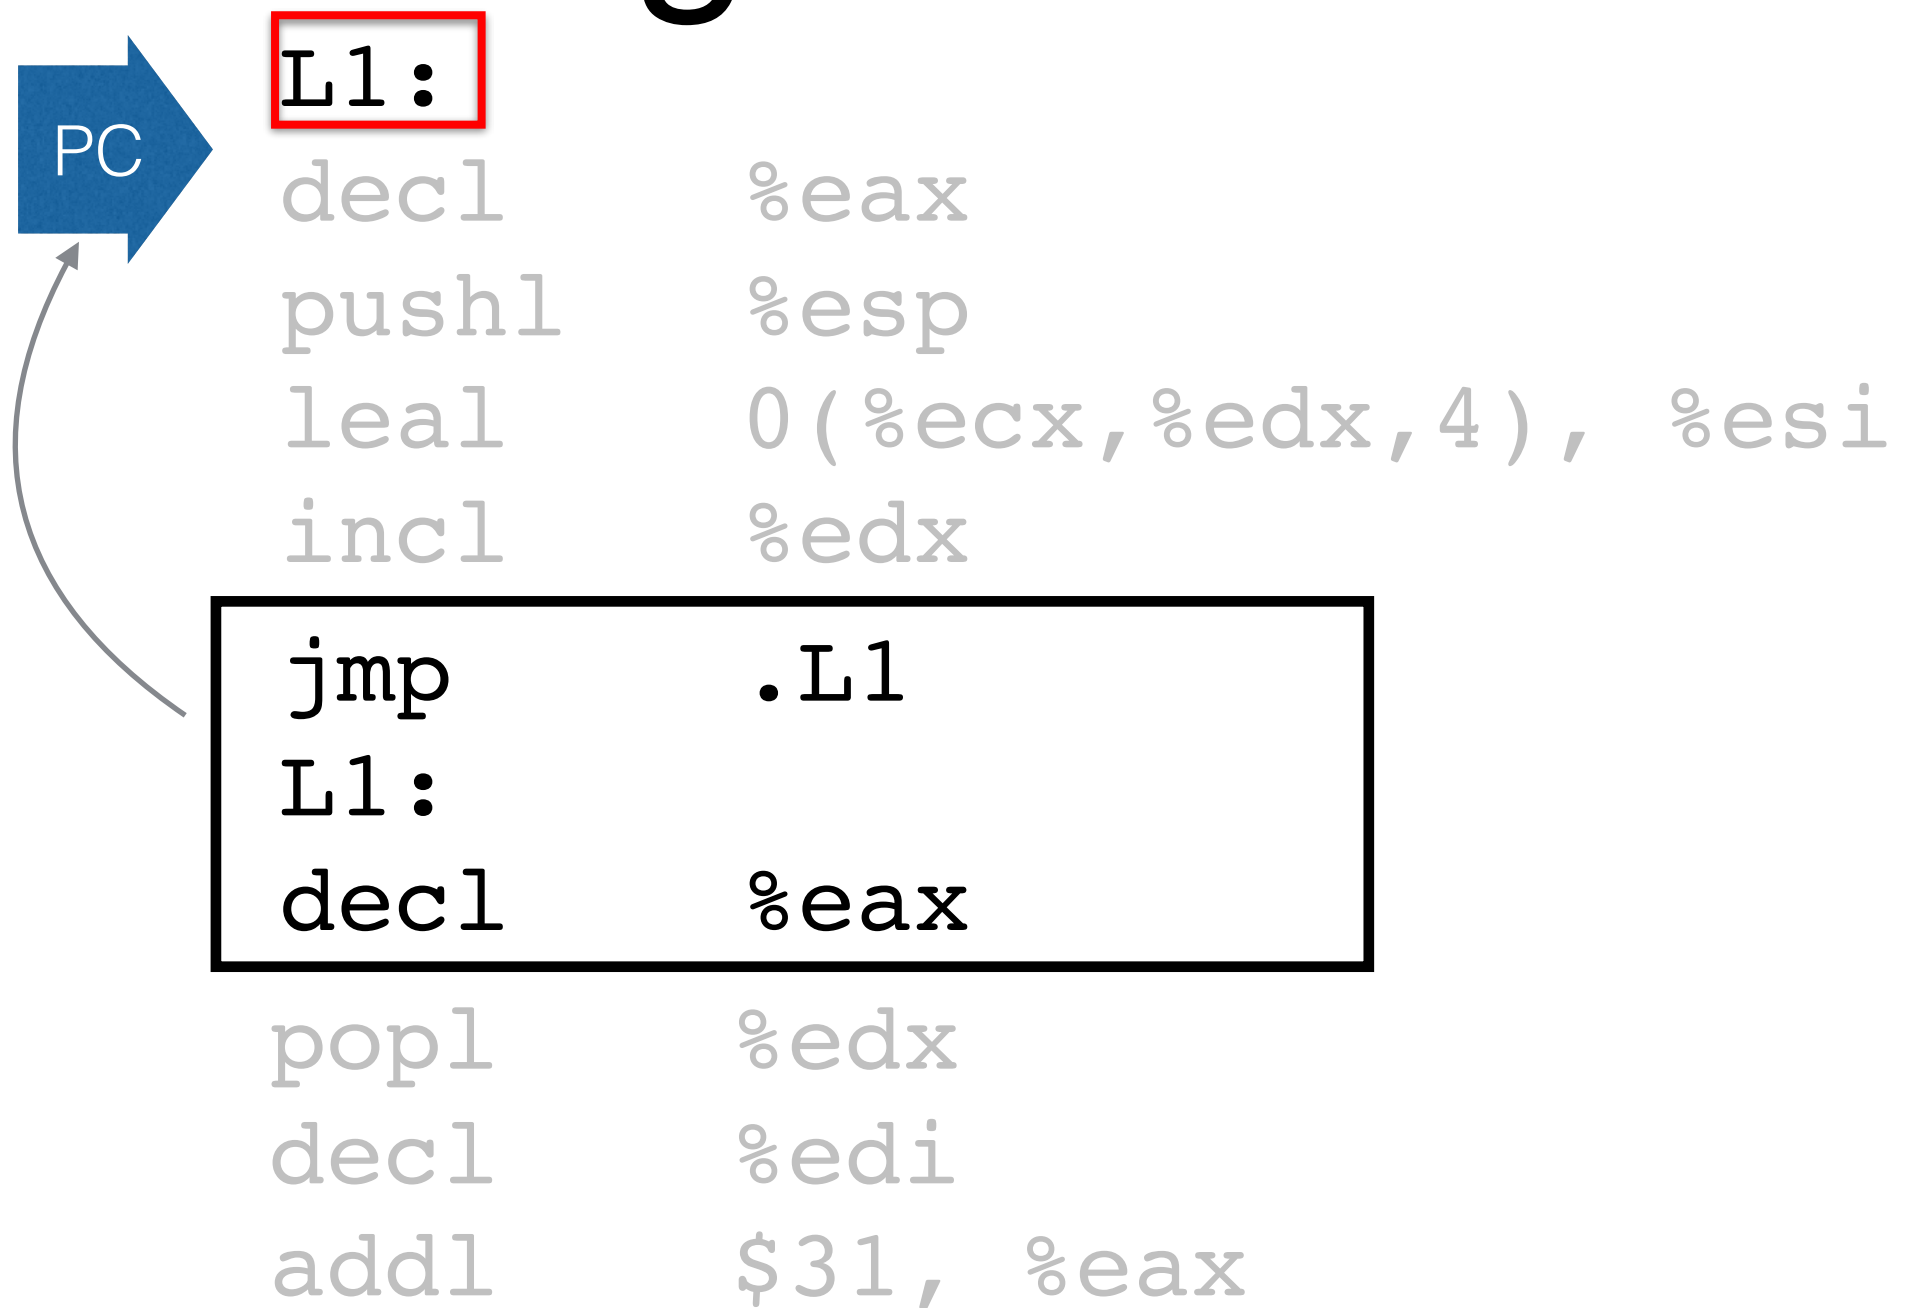 L1:
PC
decl %eax
pushl %esp
leal 0(%ecx,%edx,4), %esi
incl %edx
jmp .L1
L1:
decl %eax
popl %edx
decl %edi
addl $31, %eax